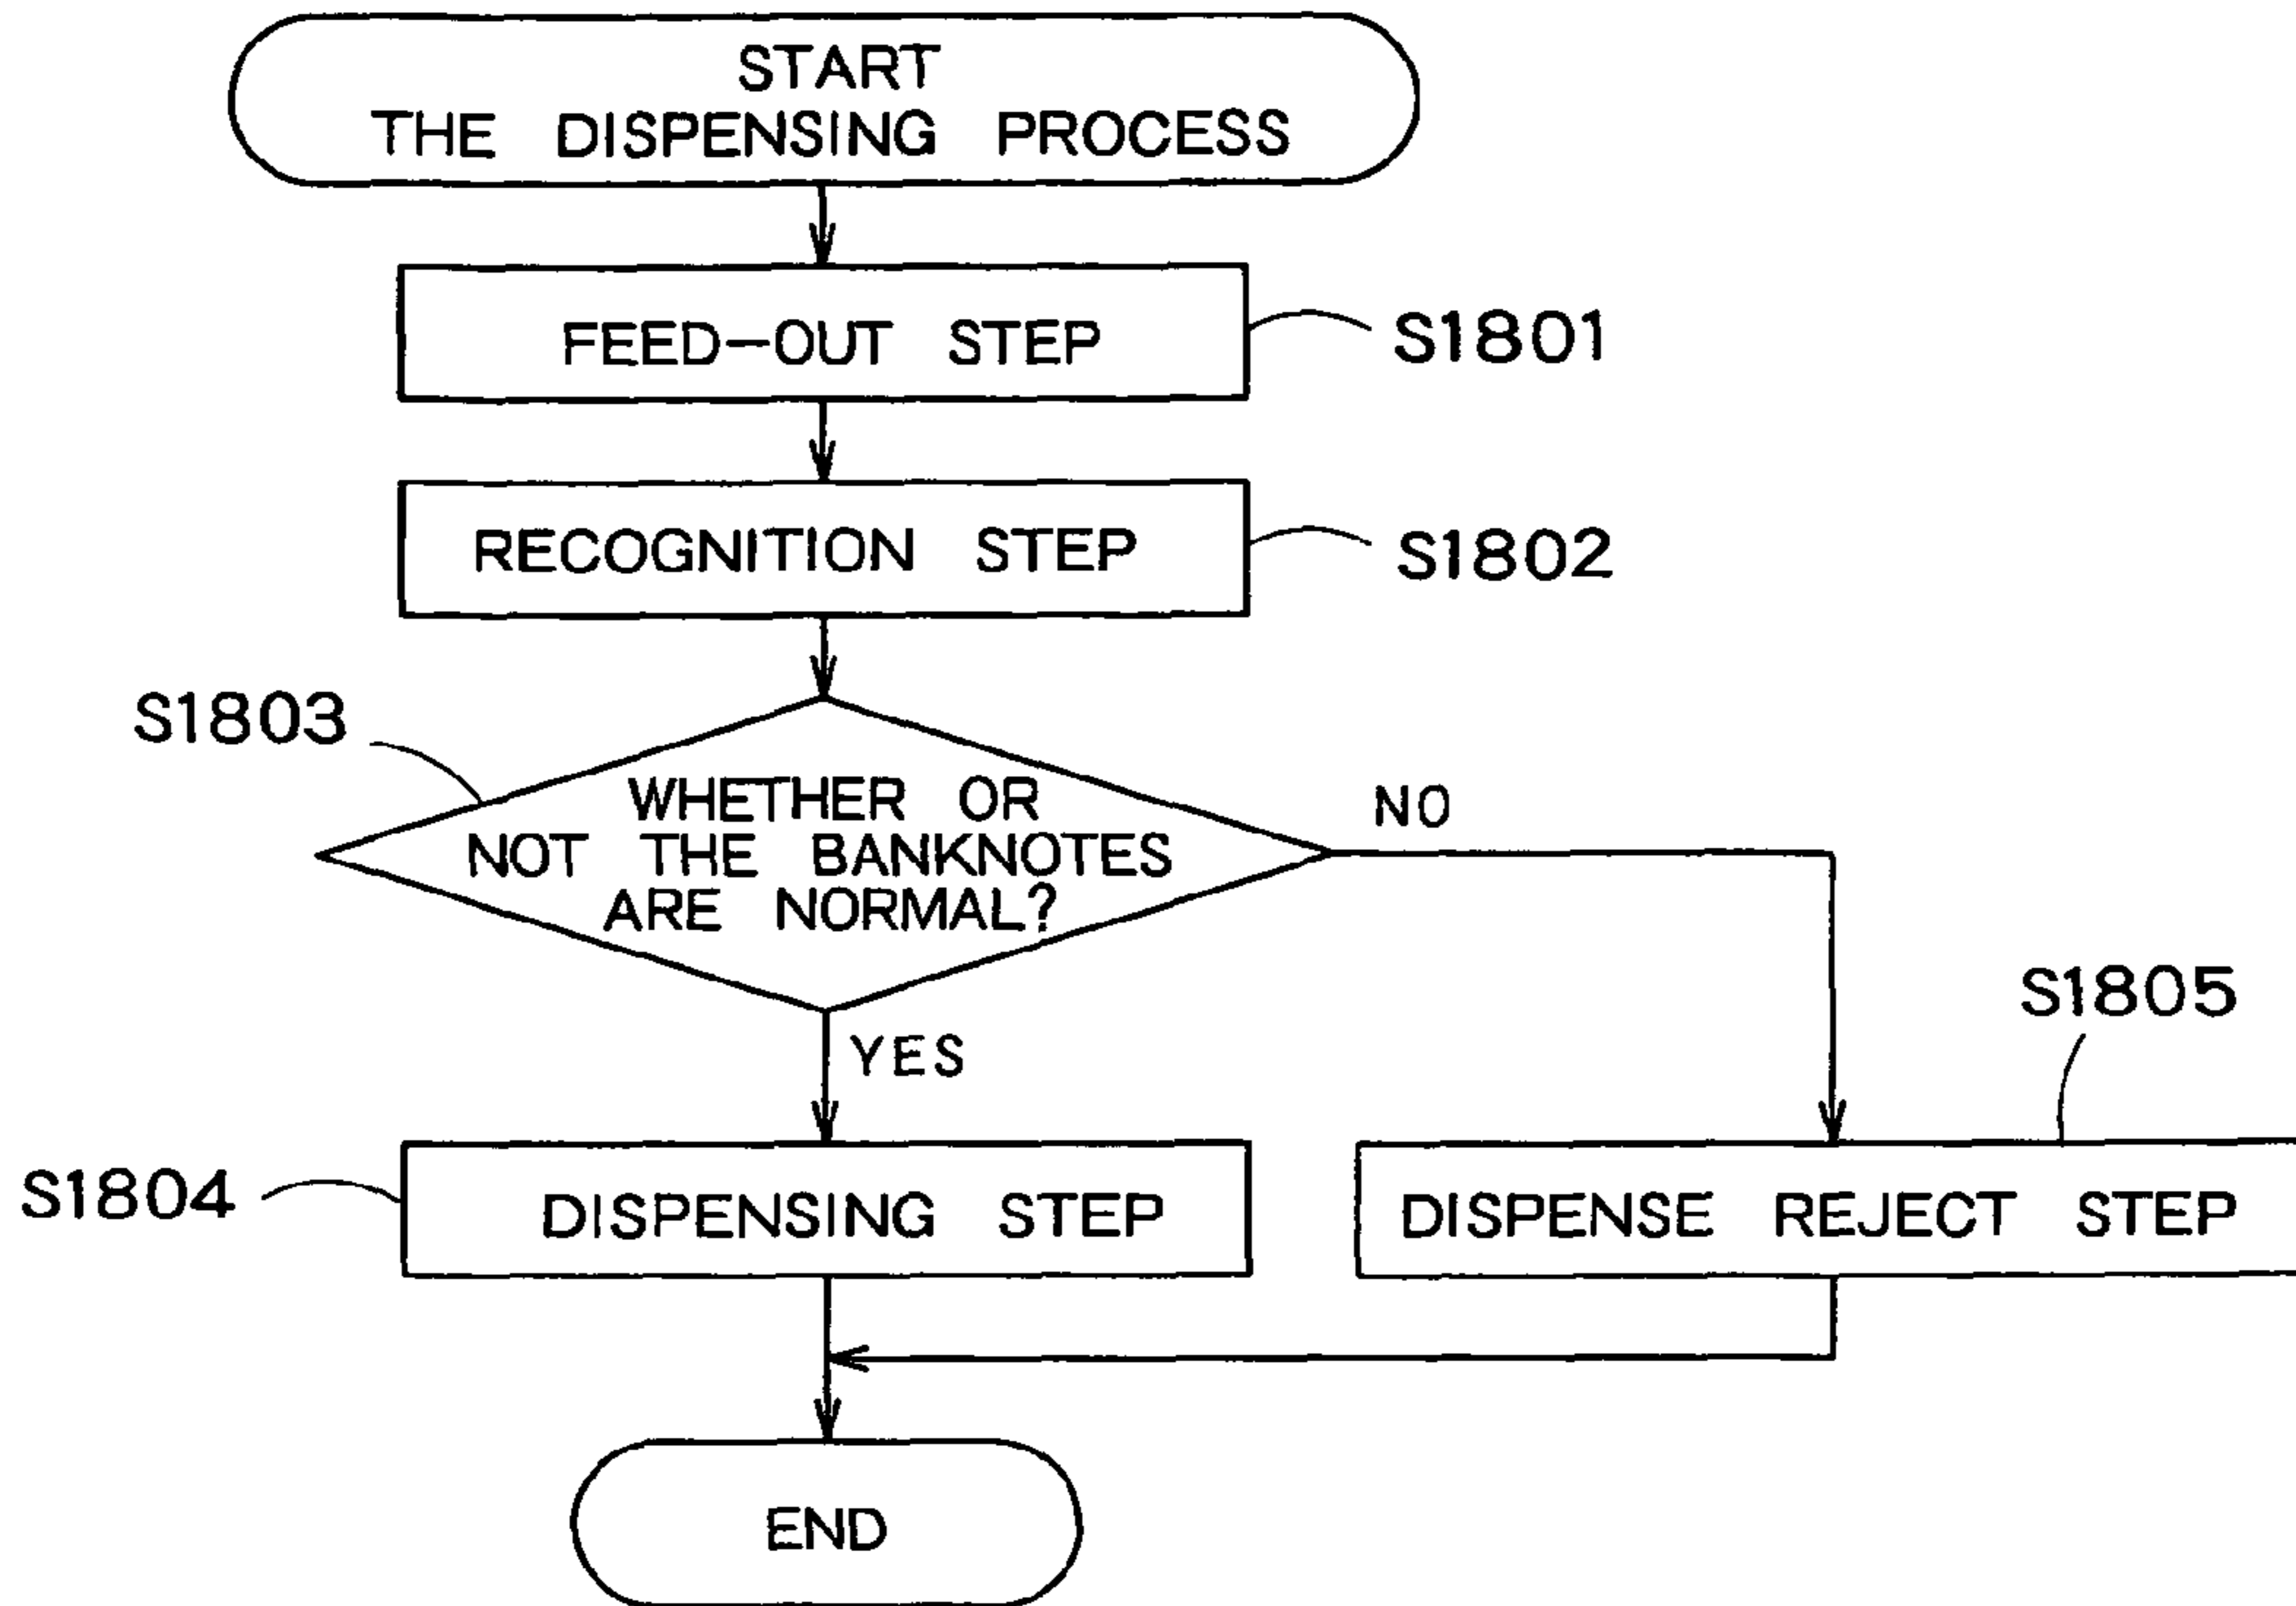 START
THE DISPENSING PROCESS
FEED-OUT STEP
S1801
RECOGNITION STEP
S1802
S1803
WHETHER OR
NOT THE BANKNOTES
ARE NORMAL?
NO
YES
S1805
S1804
DISPENSING STEP
DISPENSE REJECT STEP
END